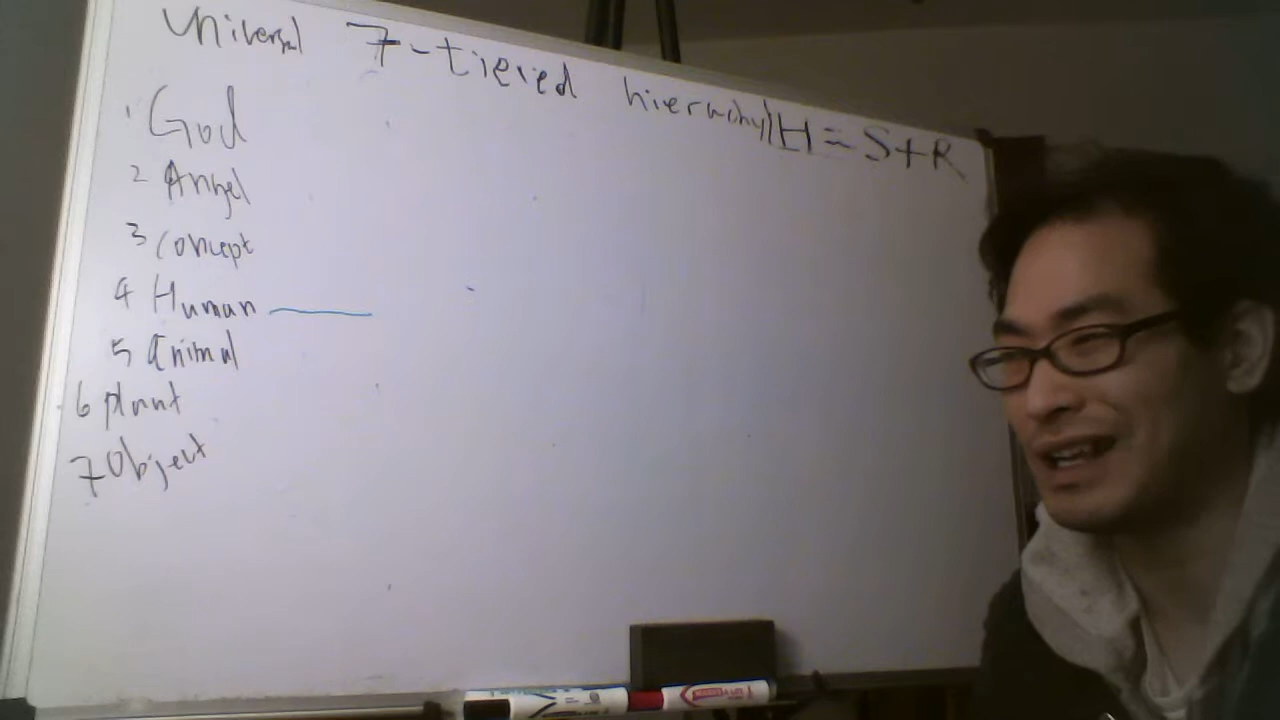 Universal 7-tiered hierarchy H = S+R
1 God
2 Angel
3 concept
4 Human
5 Animal
6 plant
7 Object